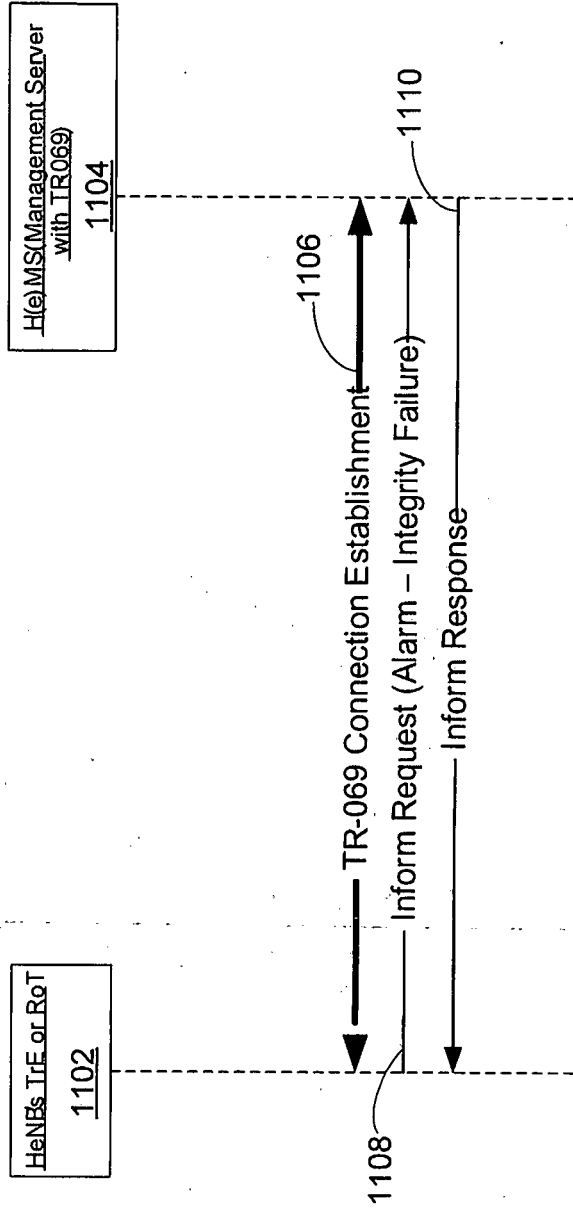 HeNBs TrE or RoT
1102
H(e)MS(Management Server
with TR069)
1104
1106
TR-069 Connection Establishment
1108
Inform Request (Alarm – Integrity Failure)
1110
Inform Response